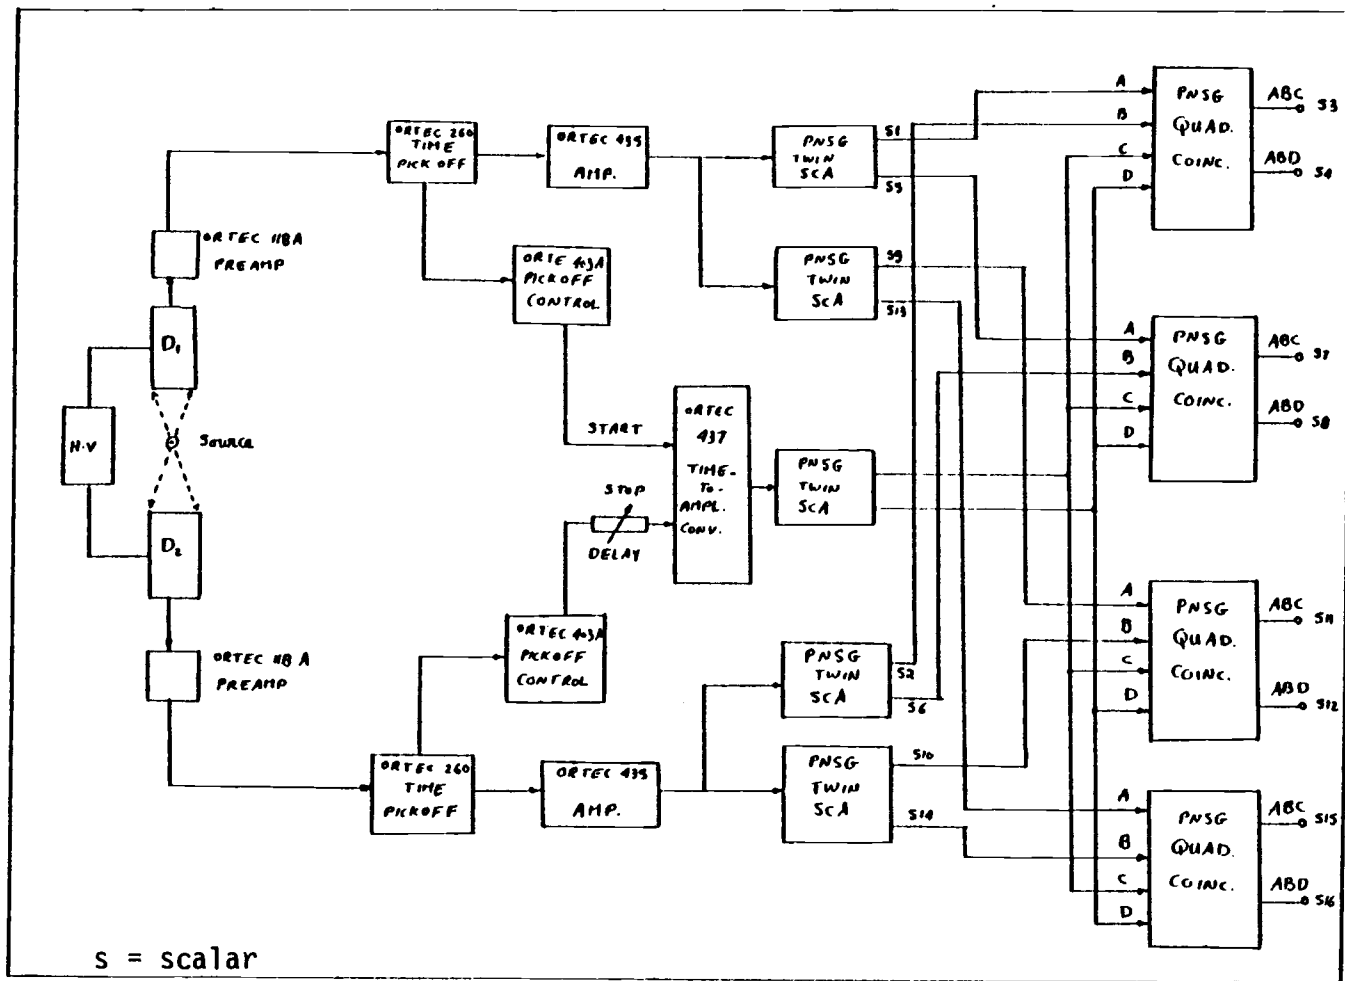 ORTEC 260
TIME
PICK OFF
ORTEC 435
AMP.
PNSG
TWIN
SCA
S1
S5
A
B
C
D
PNSG
QUAD.
COINC.
ABC
S3
ABD
S4
ORTEC 118A
PREAMP
ORTE 403A
PICKOFF
CONTROL
PNSG
TWIN
SCA
S9
S13
D1
H.V
Source
D2
START
STOP
DELAY
ORTEC
437
TIME-
TO-
AMPL.
CONV.
PNSG
TWIN
SCA
A
B
C
D
PNSG
QUAD.
COINC.
ABC
S7
ABD
S8
ORTEC 118 A
PREAMP
ORTEC 403A
PICKOFF
CONTROL
PNSG
TWIN
SCA
S2
S6
A
B
C
D
PNSG
QUAD.
COINC.
ABC
S11
ABD
S12
ORTEC 260
TIME
PICKOFF
ORTEC 435
AMP.
PNSG
TWIN
SCA
S10
S14
A
B
C
D
PNSG
QUAD.
COINC.
ABC
S15
ABD
S16
s = scalar